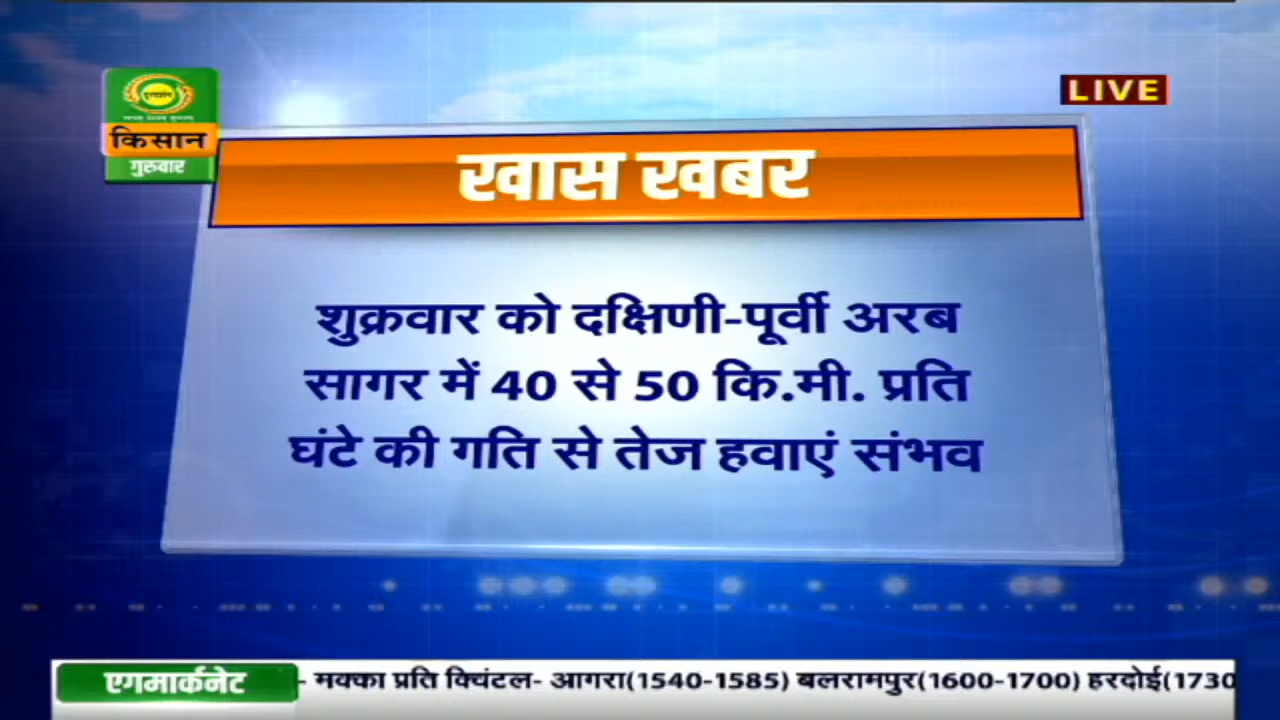 LIVE
किसान
गुरुवार
खास खबर
शुक्रवार को दक्षिणी-पूर्वी अरब
सागर में 40 से 50 कि.मी. प्रति
घंटे की गति से तेज हवाएं संभव
एगमार्कनेट - मक्का प्रति क्विंटल- आगरा(1540-1585) बलरामपुर(1600-1700) हरदोई(1730